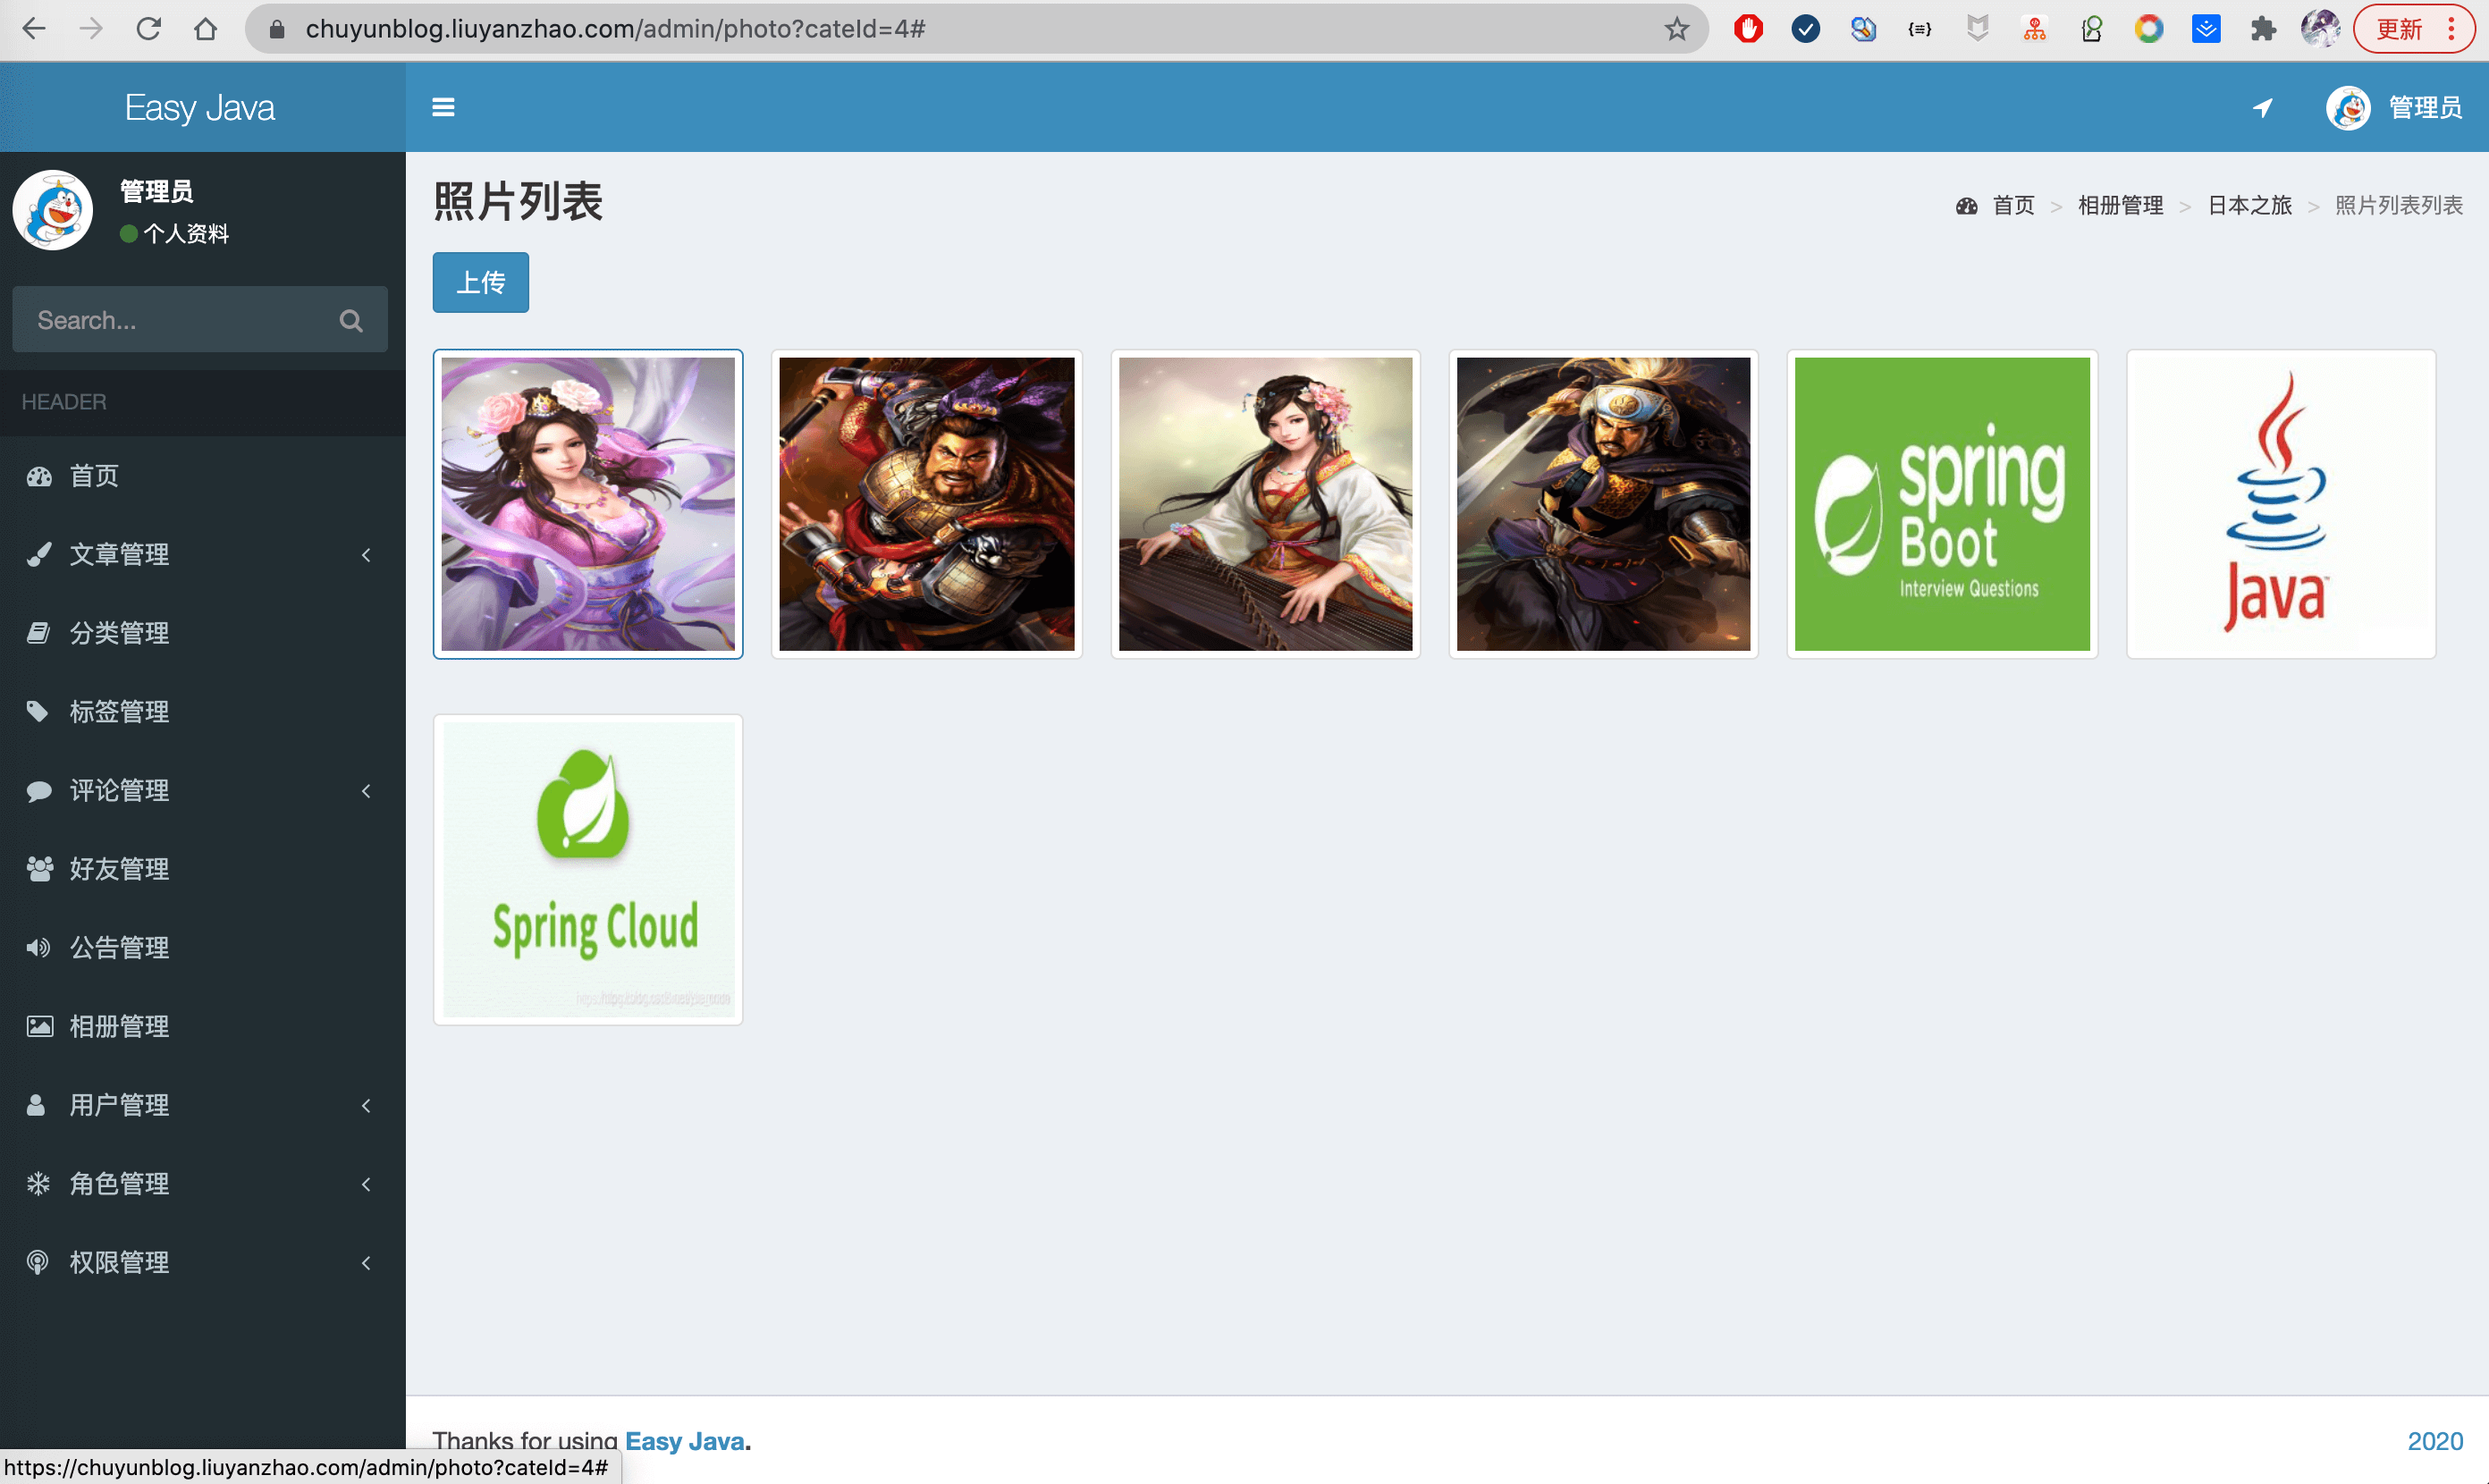 chuyunblog.liuyanzhao.com/admin/photo?cateId=4#
更新
Easy Java
管理员
管理员
个人资料
Search...
HEADER
首页
文章管理
分类管理
标签管理
评论管理
好友管理
公告管理
相册管理
用户管理
角色管理
权限管理
照片列表
首页 > 相册管理 > 日本之旅 > 照片列表列表
上传
spring
Boot
Interview Questions
Java™
Spring Cloud
Thanks for using Easy Java.
2020
https://chuyunblog.liuyanzhao.com/admin/photo?cateId=4#